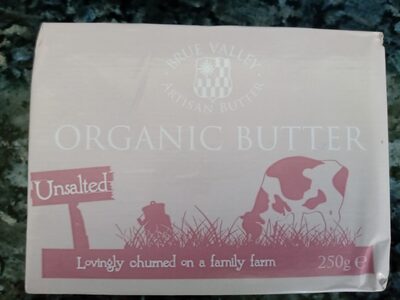 BRUE VALLEY
ARTISAN BUTTER
ORGANIC BUTTER
Unsalted
Lovingly churned on a family farm
250g ℮